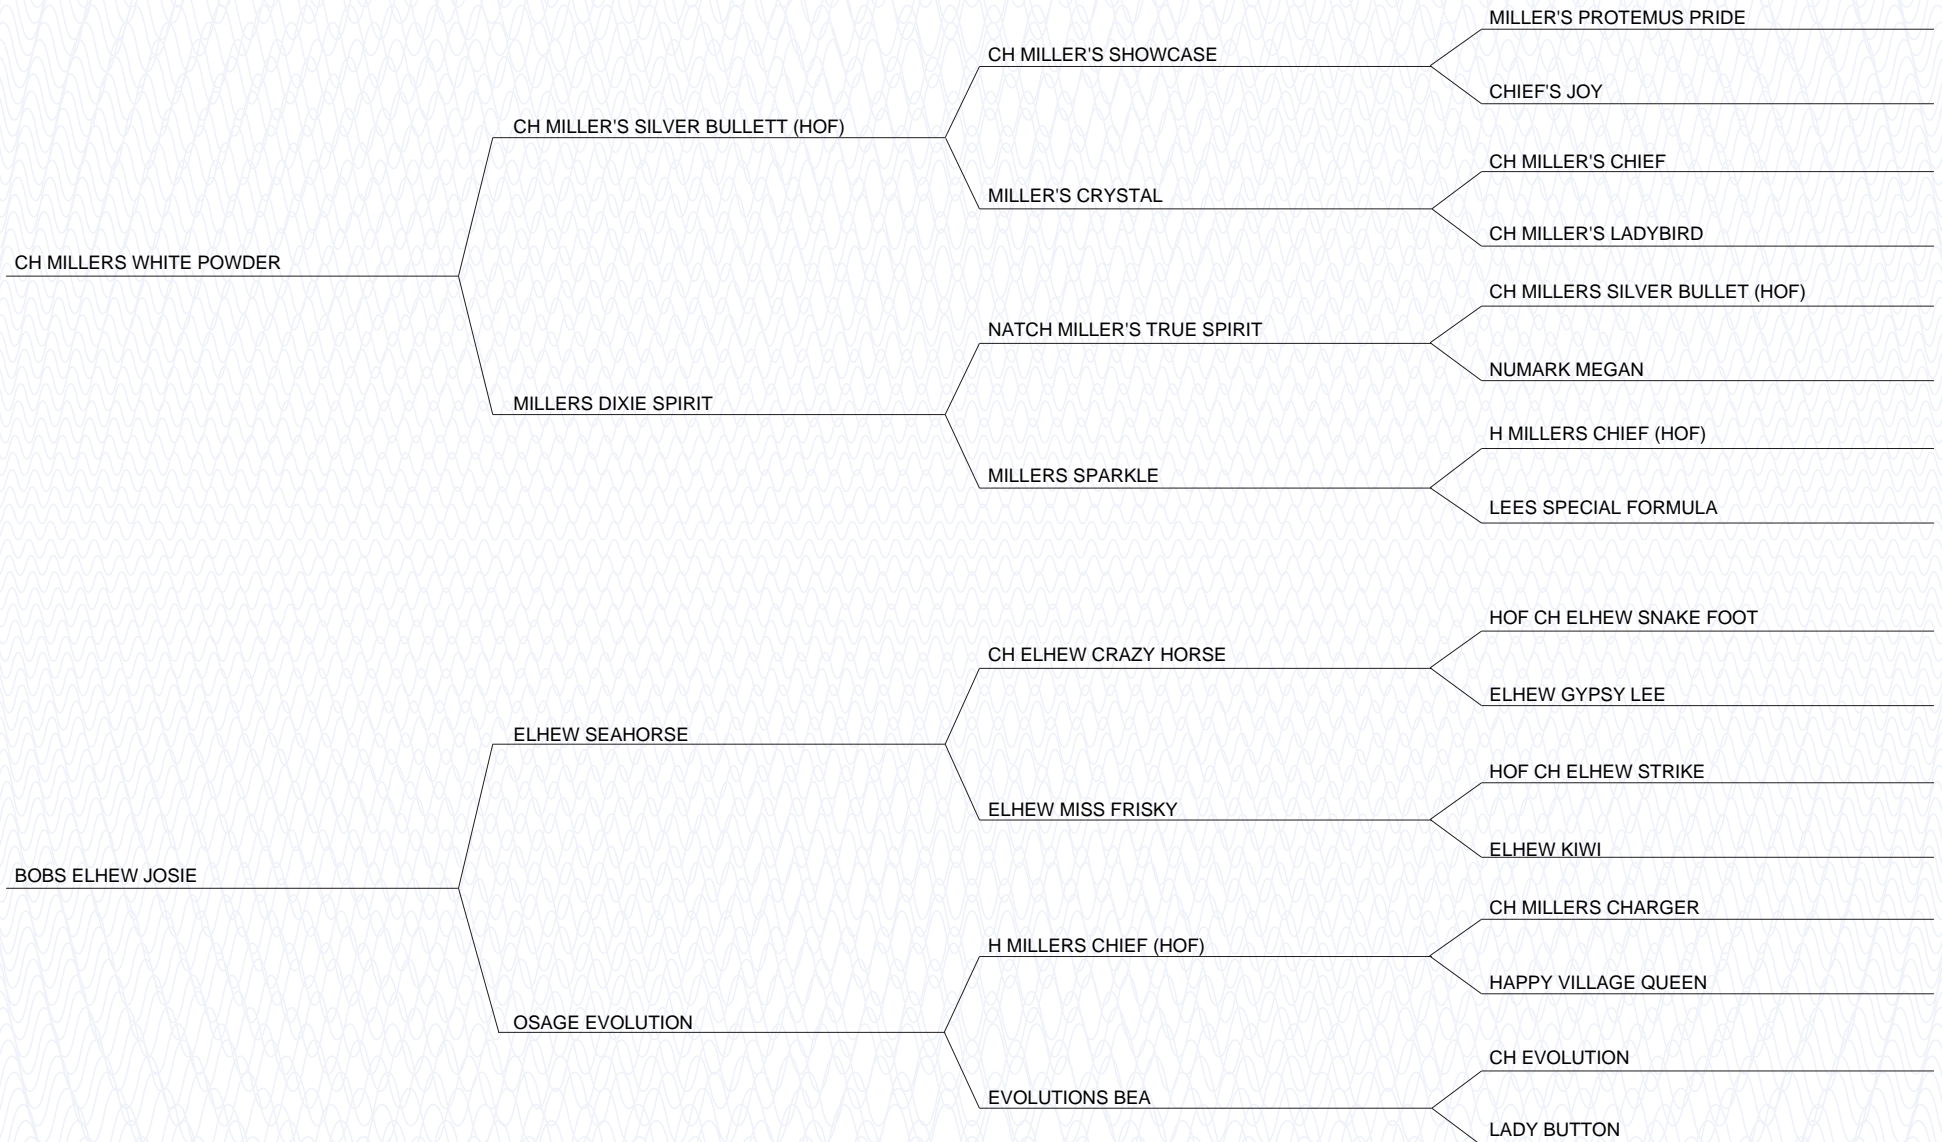 MILLER'S PROTEMUS PRIDE
CH MILLER'S SHOWCASE
CHIEF'S JOY
CH MILLER'S SILVER BULLETT (HOF)
CH MILLER'S CHIEF
MILLER'S CRYSTAL
CH MILLER'S LADYBIRD
CH MILLERS WHITE POWDER
CH MILLERS SILVER BULLET (HOF)
NATCH MILLER'S TRUE SPIRIT
NUMARK MEGAN
MILLERS DIXIE SPIRIT
H MILLERS CHIEF (HOF)
MILLERS SPARKLE
LEES SPECIAL FORMULA
HOF CH ELHEW SNAKE FOOT
CH ELHEW CRAZY HORSE
ELHEW GYPSY LEE
ELHEW SEAHORSE
HOF CH ELHEW STRIKE
ELHEW MISS FRISKY
ELHEW KIWI
BOBS ELHEW JOSIE
CH MILLERS CHARGER
H MILLERS CHIEF (HOF)
HAPPY VILLAGE QUEEN
OSAGE EVOLUTION
CH EVOLUTION
EVOLUTIONS BEA
LADY BUTTON